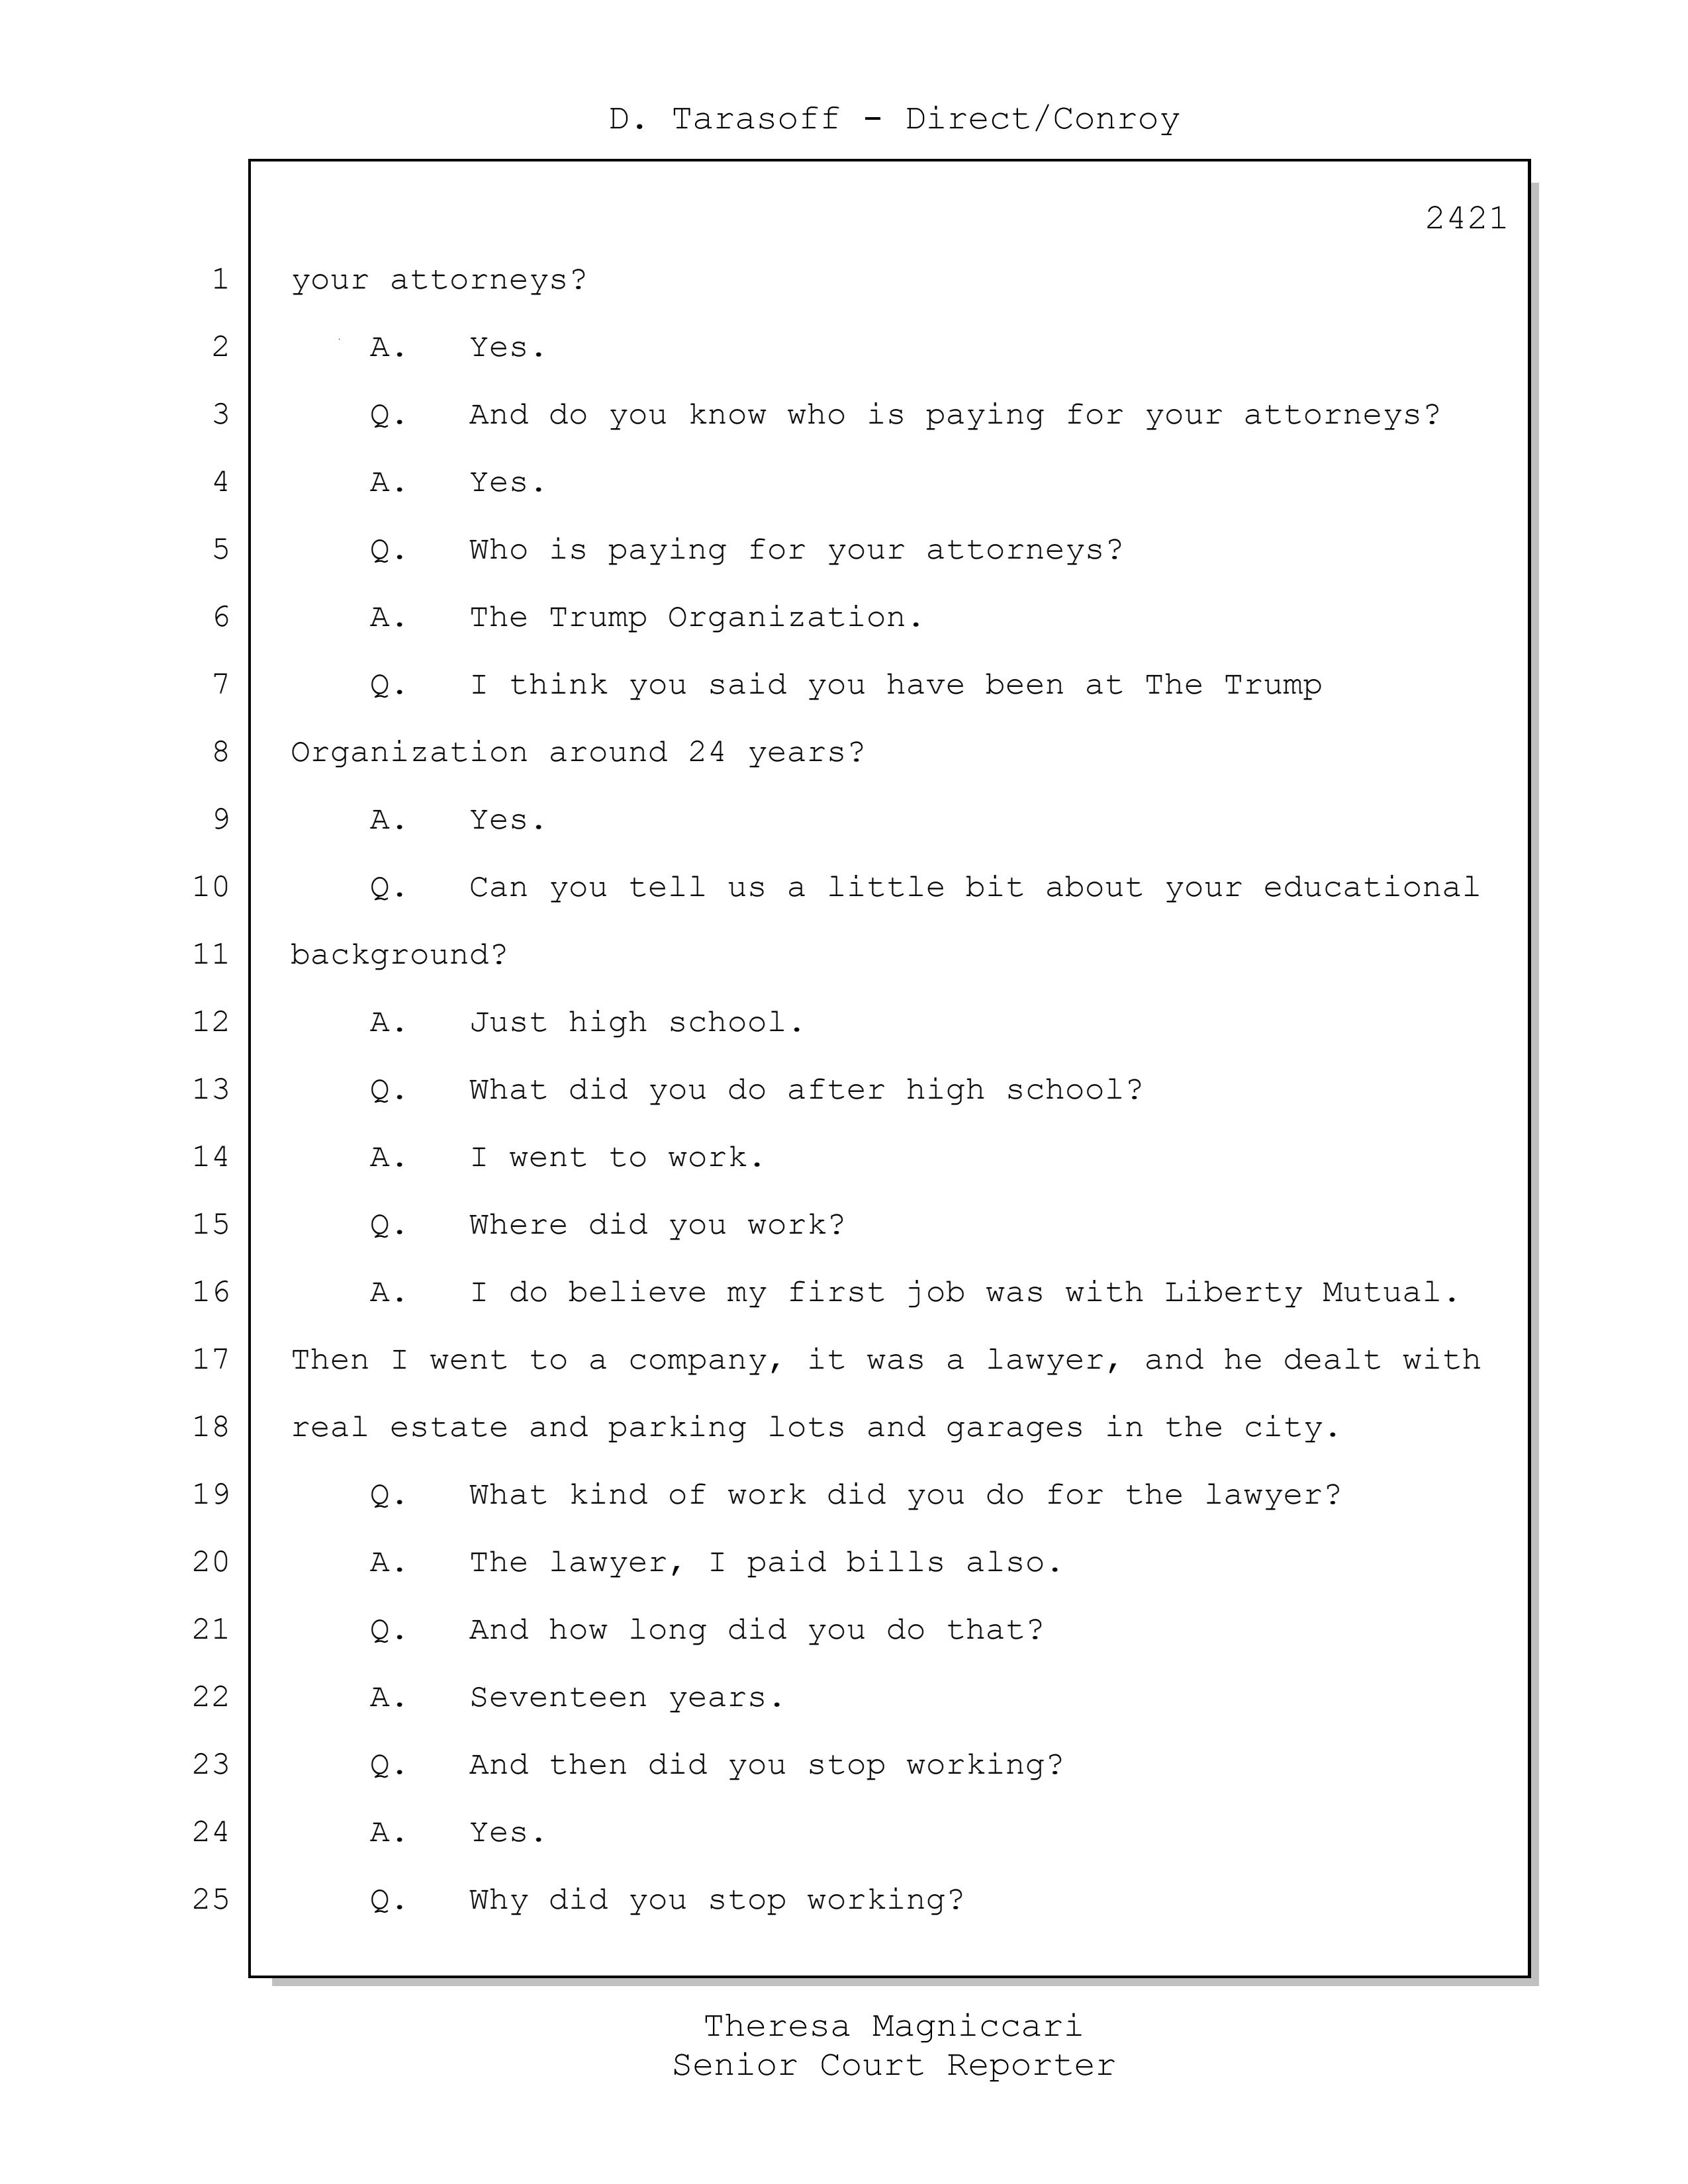 D. Tarasoff - Direct/Conroy
2421
1 your attorneys?
2 A. Yes.
3 Q. And do you know who is paying for your attorneys?
4 A. Yes.
5 Q. Who is paying for your attorneys?
6 A. The Trump Organization.
7 Q. I think you said you have been at The Trump
8 Organization around 24 years?
9 A. Yes.
10 Q. Can you tell us a little bit about your educational
11 background?
12 A. Just high school.
13 Q. What did you do after high school?
14 A. I went to work.
15 Q. Where did you work?
16 A. I do believe my first job was with Liberty Mutual.
17 Then I went to a company, it was a lawyer, and he dealt with
18 real estate and parking lots and garages in the city.
19 Q. What kind of work did you do for the lawyer?
20 A. The lawyer, I paid bills also.
21 Q. And how long did you do that?
22 A. Seventeen years.
23 Q. And then did you stop working?
24 A. Yes.
25 Q. Why did you stop working?
Theresa Magniccari
Senior Court Reporter